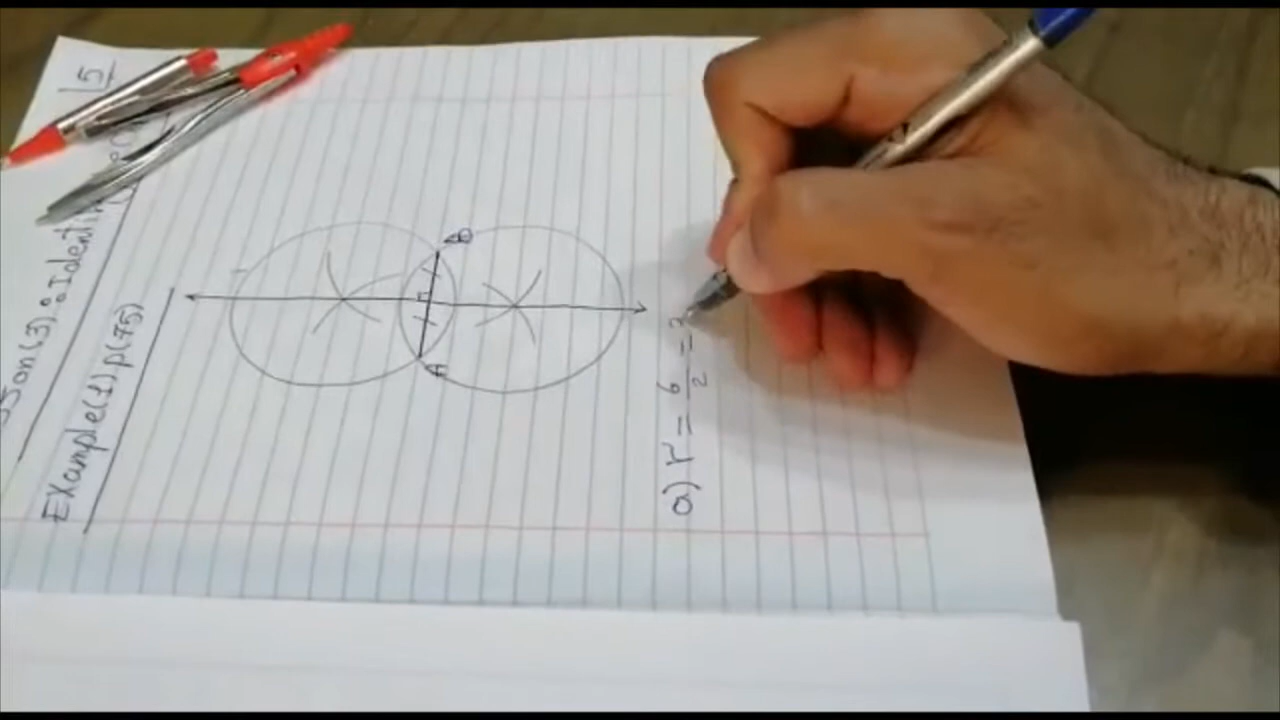 5
(3): Identi
Example(1) p(75)
B
A
a) r = 6/2 =